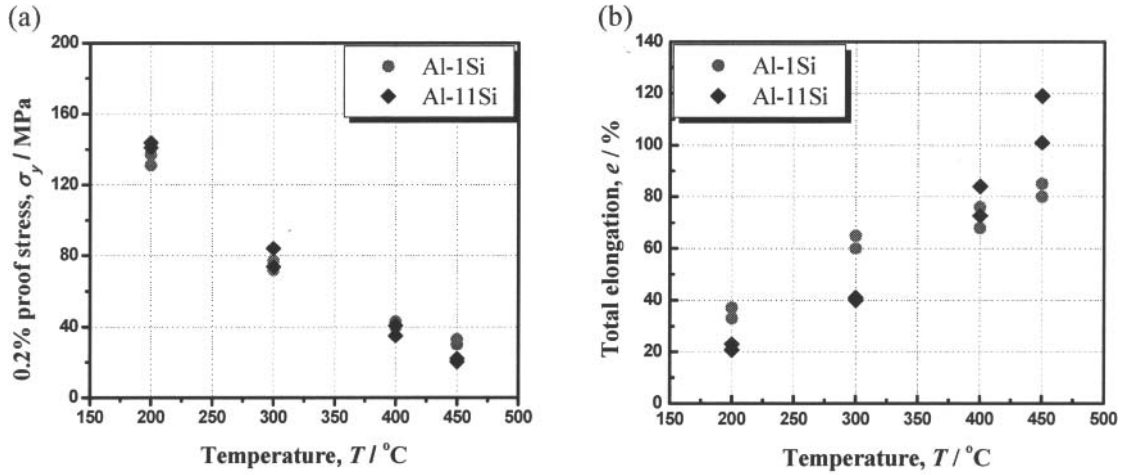 (a)
200
160
120
80
40
0
0.2% proof stress, σy / MPa
Al-1Si
Al-11Si
150 200 250 300 350 400 450 500
Temperature, T / °C
(b)
140
120
100
80
60
40
20
0
Total elongation, e / %
Al-1Si
Al-11Si
150 200 250 300 350 400 450 500
Temperature, T / °C